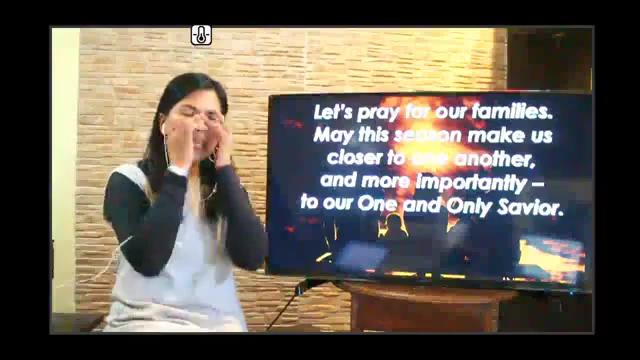 Let's pray for our families.
May this season make us
closer to one another,
and more importantly –
to our One and Only Savior.